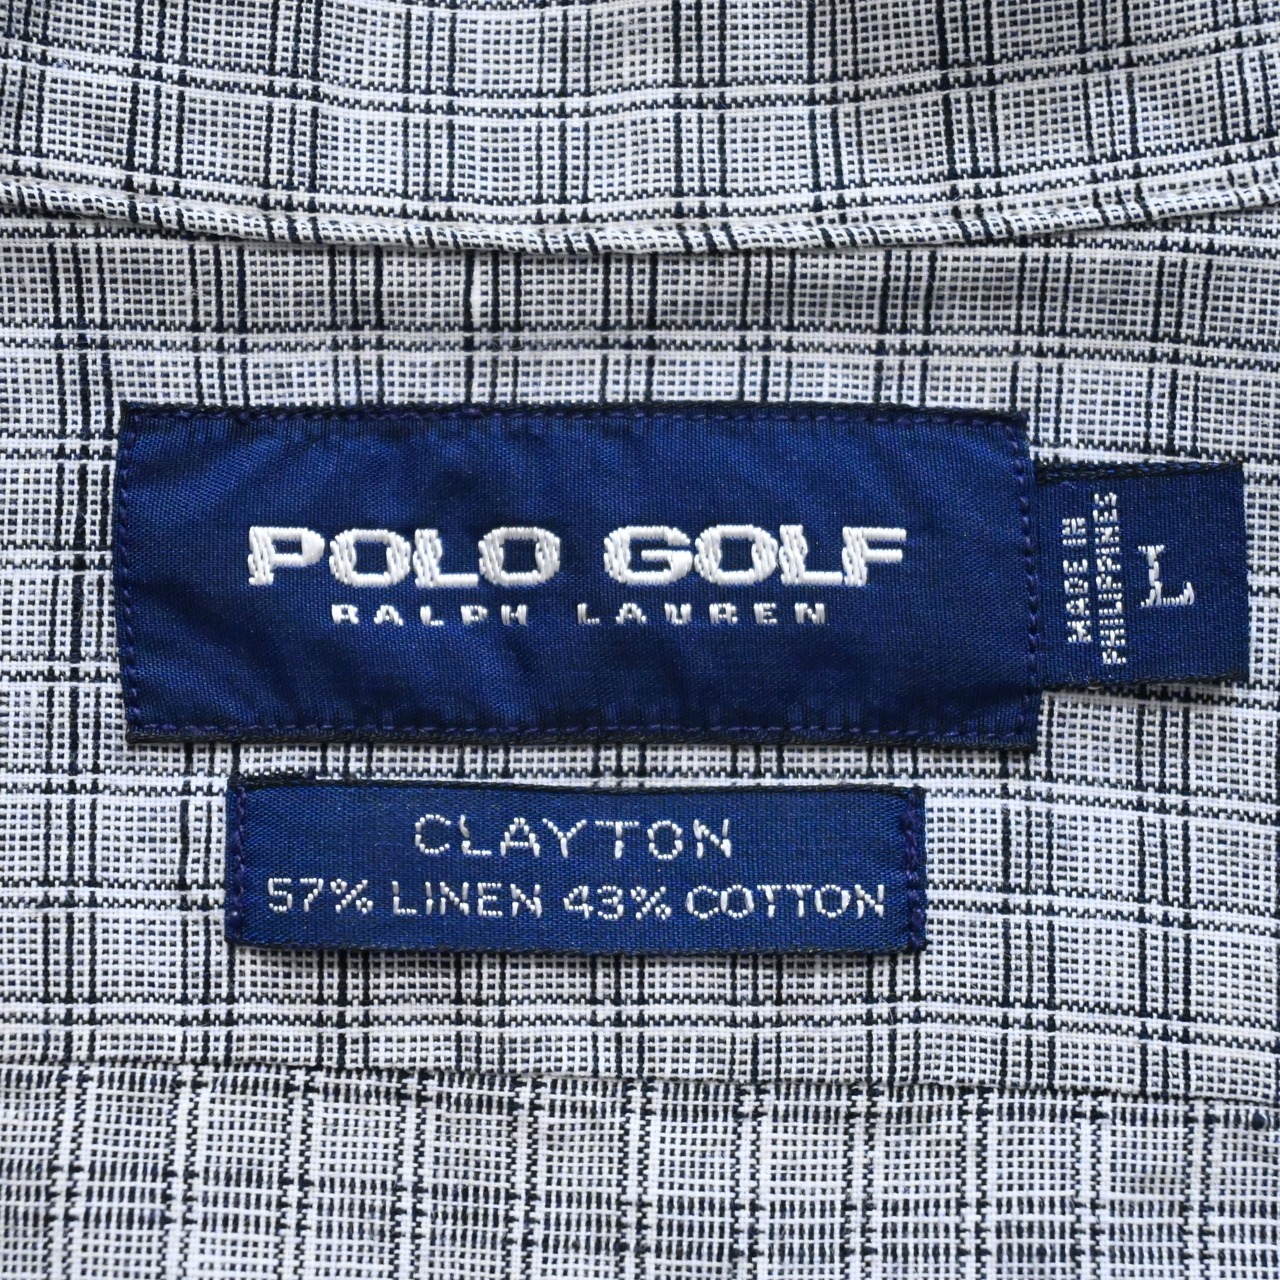 POLO GOLF
RALPH LAUREN
MADE IN
PHILIPPINES
L
CLAYTON
57% LINEN 43% COTTON